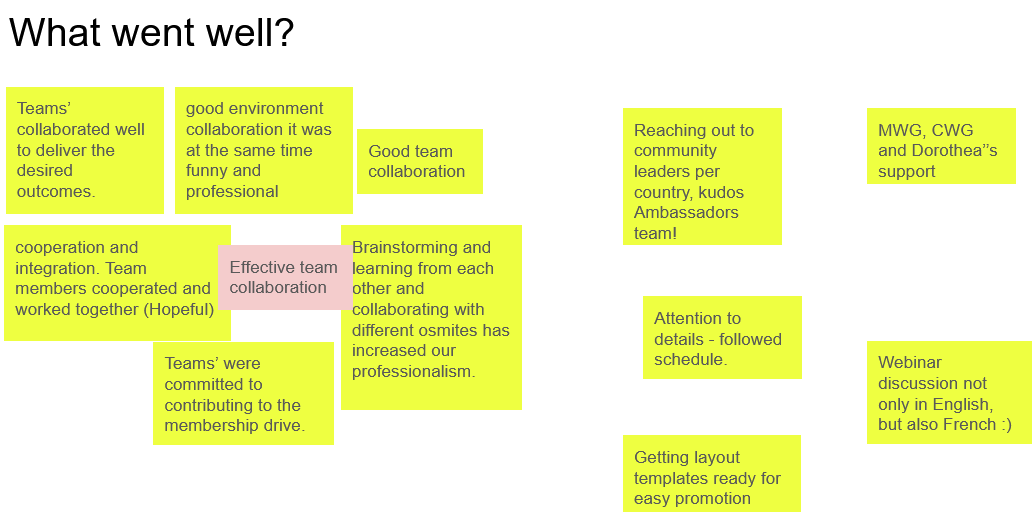 What went well?
Teams’
collaborated well
to deliver the
desired
outcomes.
good environment
collaboration it was
at the same time
funny and
professional
Good team
collaboration
cooperation and
integration. Team
members cooperated and
worked together (Hopeful)
Effective team
collaboration
Brainstorming and
learning from each
other and
collaborating with
different osmites has
increased our
professionalism.
Teams’ were
committed to
contributing to the
membership drive.
Reaching out to
community
leaders per
country, kudos
Ambassadors
team!
MWG, CWG
and Dorothea’’s
support
Attention to
details - followed
schedule.
Webinar
discussion not
only in English,
but also French :)
Getting layout
templates ready for
easy promotion